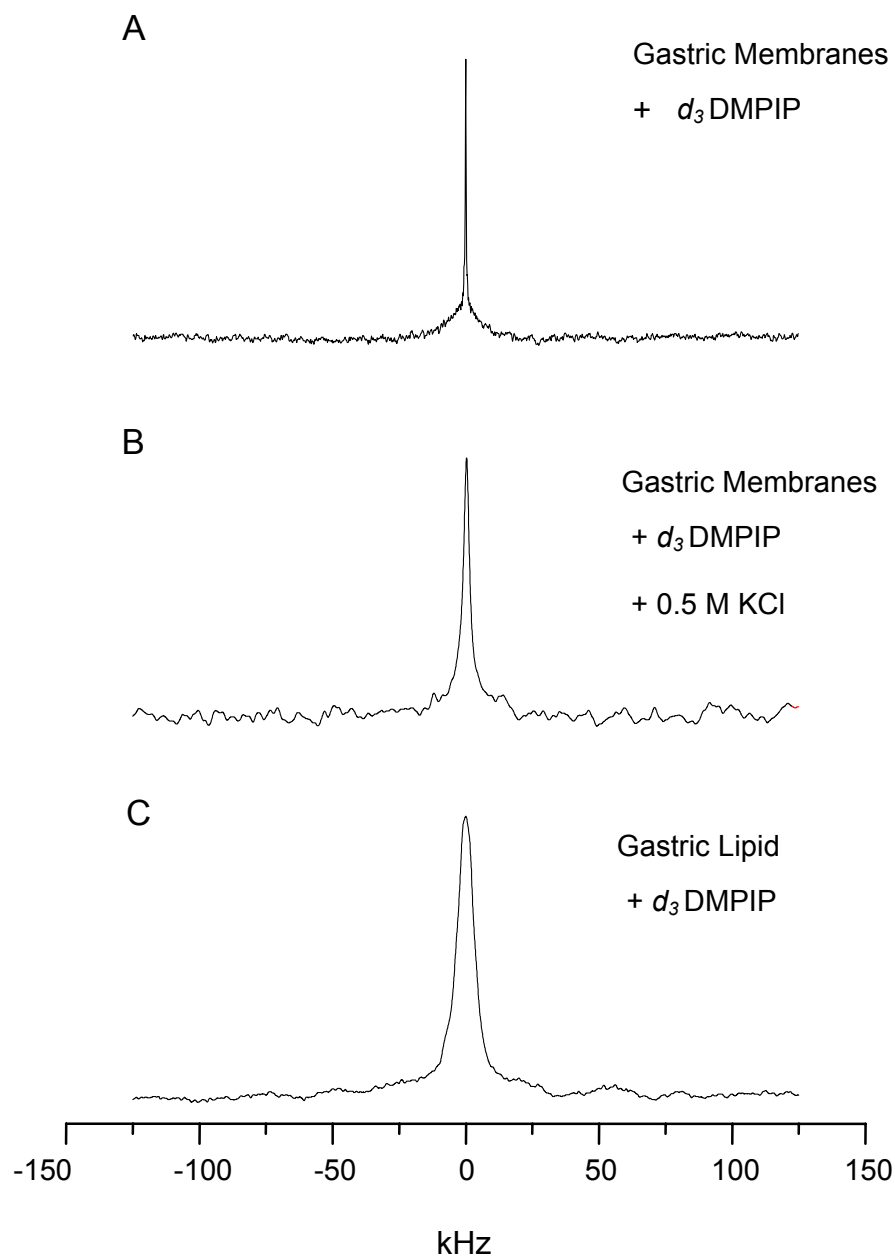 A
Gastric Membranes
+ d3 DMPIP
B
Gastric Membranes
+ d3 DMPIP
+ 0.5 M KCl
C
Gastric Lipid
+ d3 DMPIP
-150 -100 -50 0 50 100 150
kHz